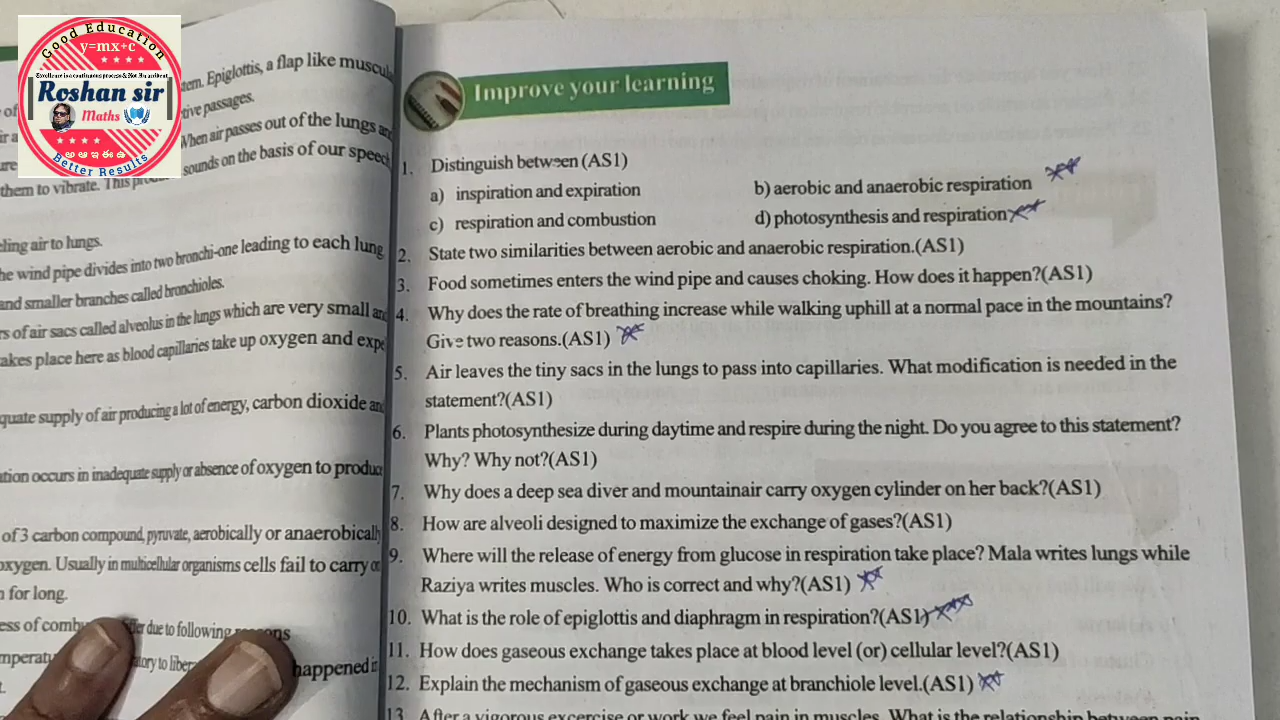 Good Education
y=mx+c
Excellence is a continuous process & Not An accident
Roshan sir
Maths
Better Results
tem. Epiglottis, a flap like muscula
tive passages.
When air passes out of the lungs an
sounds on the basis of our speech
them to vibrate. This
ling air to lungs.
he wind pipe divides into two bronchi-one leading to each lung
and smaller branches called bronchioles.
rs of air sacs called alveolus in the lungs which are very small and
takes place here as blood capillaries take up oxygen and expe
quate supply of air producing a lot of energy, carbon dioxide and
ation occurs in inadequate supply or absence of oxygen to produc
of 3 carbon compound, pyruvate, aerobically or anaerobically
oxygen. Usually in multicellular organisms cells fail to carry o
n for long.
ess of comb due to following
mperat happened i
t.
Improve your learning
1. Distinguish between (AS1)
a) inspiration and expiration b) aerobic and anaerobic respiration
c) respiration and combustion d) photosynthesis and respiration
2. State two similarities between aerobic and anaerobic respiration.(AS1)
3. Food sometimes enters the wind pipe and causes choking. How does it happen?(AS1)
4. Why does the rate of breathing increase while walking uphill at a normal pace in the mountains?
Give two reasons.(AS1)
5. Air leaves the tiny sacs in the lungs to pass into capillaries. What modification is needed in the
statement?(AS1)
6. Plants photosynthesize during daytime and respire during the night. Do you agree to this statement?
Why? Why not?(AS1)
7. Why does a deep sea diver and mountainair carry oxygen cylinder on her back?(AS1)
8. How are alveoli designed to maximize the exchange of gases?(AS1)
9. Where will the release of energy from glucose in respiration take place? Mala writes lungs while
Raziya writes muscles. Who is correct and why?(AS1)
10. What is the role of epiglottis and diaphragm in respiration?(AS1)
11. How does gaseous exchange takes place at blood level (or) cellular level?(AS1)
12. Explain the mechanism of gaseous exchange at branchiole level.(AS1)
13. After a vigorous excercise or work we feel pain in muscles. What is the relationship between pain